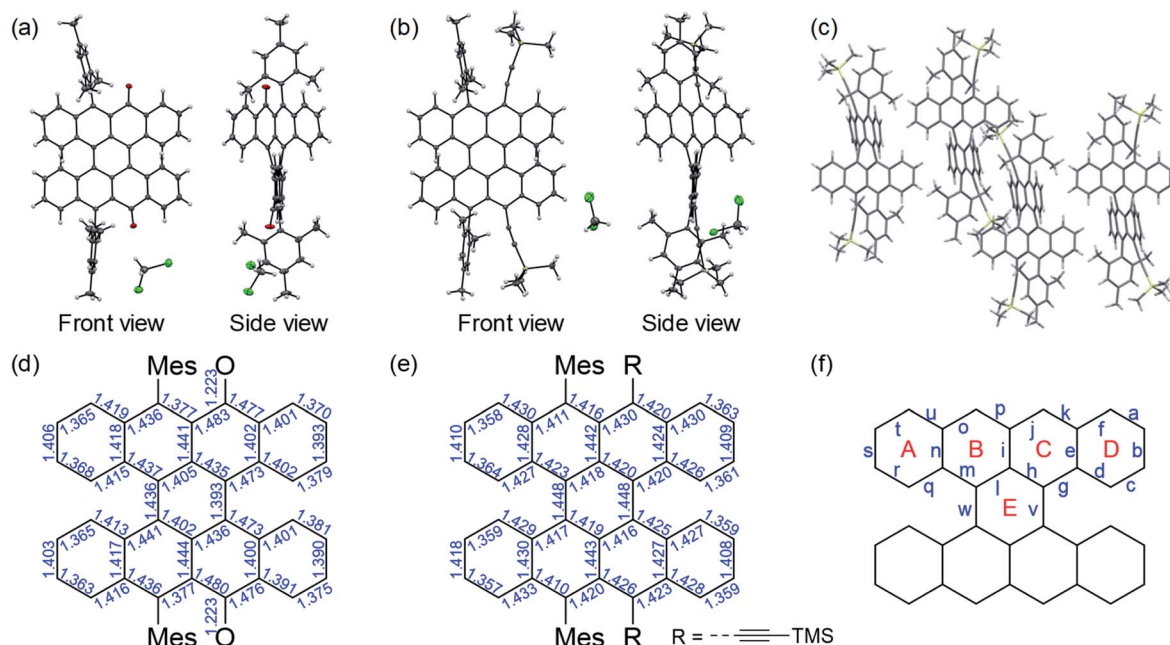 (a)
Front view
Side view
(b)
Front view
Side view
(c)
(d)
Mes O
1.223
1.419 1.377 1.477 1.370
1.365 1.436 1.483 1.401
1.406 1.418 1.441 1.402 1.393
1.368 1.437 1.435 1.402
1.415 1.405 1.473 1.379
1.436 1.393
1.413 1.402 1.473 1.381
1.365 1.441 1.436 1.401
1.403 1.417 1.444 1.400 1.390
1.363 1.436 1.480 1.391
1.416 1.377 1.476 1.375
1.223
Mes O
(e)
Mes R
1.430 1.416 1.420 1.363
1.358 1.411 1.430 1.430
1.410 1.428 1.442 1.424 1.409
1.364 1.423 1.420 1.426
1.427 1.418 1.420 1.361
1.448 1.448
1.429 1.419 1.425 1.359
1.359 1.417 1.416 1.427
1.418 1.430 1.443 1.427 1.408
1.357 1.410 1.426 1.428
1.433 1.420 1.423 1.359
Mes R
R = TMS
(f)
u p k a
t o j f
s A n B i C e D b
r m h d
q l g c
w E v